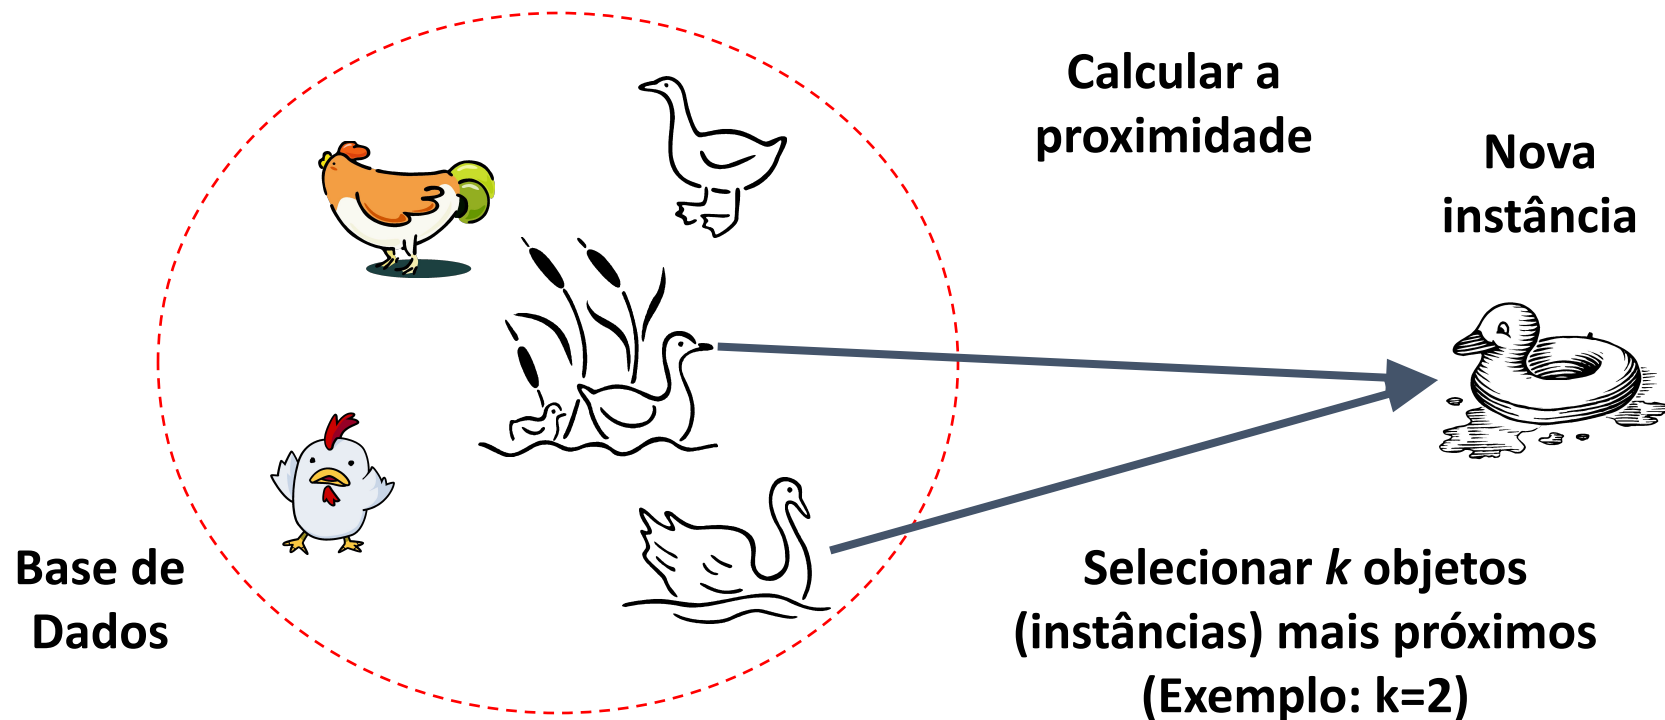 Calcular a
proximidade
Nova
instância
Base de
Dados
Selecionar k objetos
(instâncias) mais próximos
(Exemplo: k=2)